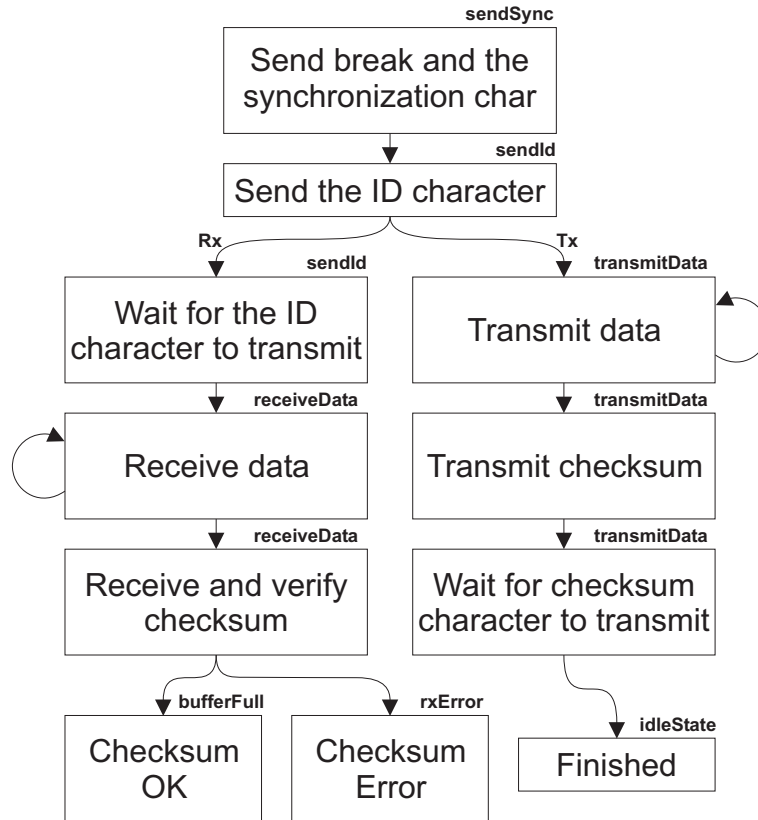 sendSync
Send break and the
synchronization char
sendId
Send the ID character
Rx
Tx
sendId
transmitData
Wait for the ID
character to transmit
Transmit data
receiveData
transmitData
Receive data
Transmit checksum
receiveData
transmitData
Receive and verify
checksum
Wait for checksum
character to transmit
bufferFull
rxError
idleState
Checksum
OK
Checksum
Error
Finished